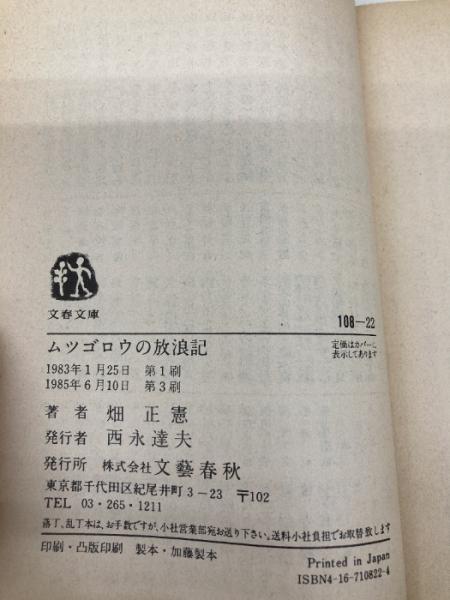 文春文庫
108—22
定価はカバーに
表示してあります
ムツゴロウの放浪記
1983年1月25日 第1刷
1985年6月10日 第3刷
著者 畑正憲
発行者 西永達夫
発行所 株式会社 文藝春秋
東京都千代田区紀尾井町3—23 〒102
TEL 03・265・1211
落丁、乱丁本は、お手数ですが、小社営業部宛お送り下さい。送料小社負担でお取替致します
印刷・凸版印刷 製本・加藤製本
Printed in Japan
ISBN4-16-710822-4